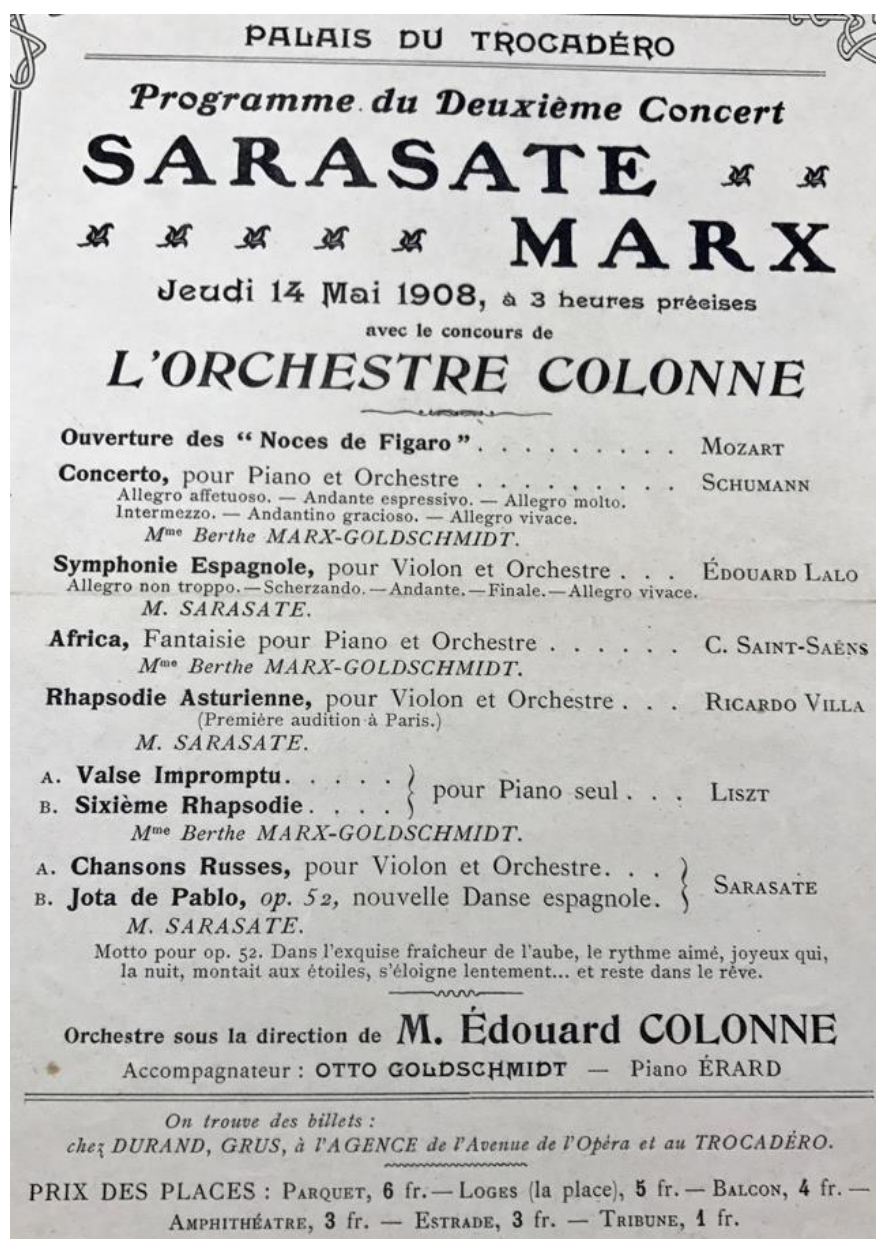 PALAIS DU TROCADÉRO
Programme du Deuxième Concert
SARASATE
MARX
Jeudi 14 Mai 1908, à 3 heures précises
avec le concours de
L'ORCHESTRE COLONNE
Ouverture des “ Noces de Figaro ” . . . . . . . . . . MOZART
Concerto, pour Piano et Orchestre . . . . . . . . . SCHUMANN
Allegro affetuoso. — Andante espressivo. — Allegro molto.
Intermezzo. — Andantino gracioso. — Allegro vivace.
Mme Berthe MARX-GOLDSCHMIDT.
Symphonie Espagnole, pour Violon et Orchestre . . . ÉDOUARD LALO
Allegro non troppo. — Scherzando. — Andante. — Finale. — Allegro vivace.
M. SARASATE.
Africa, Fantaisie pour Piano et Orchestre . . . . . . C. SAINT-SAËNS
Mme Berthe MARX-GOLDSCHMIDT.
Rhapsodie Asturienne, pour Violon et Orchestre . . . RICARDO VILLA
(Première audition à Paris.)
M. SARASATE.
A. Valse Impromptu. . . . . .
pour Piano seul . . . LISZT
B. Sixième Rhapsodie . . . .
Mme Berthe MARX-GOLDSCHMIDT.
A. Chansons Russes, pour Violon et Orchestre. . .
SARASATE
B. Jota de Pablo, op. 52, nouvelle Danse espagnole.
M. SARASATE.
Motto pour op. 52. Dans l'exquise fraîcheur de l'aube, le rythme aimé, joyeux qui,
la nuit, montait aux étoiles, s'éloigne lentement... et reste dans le rêve.
Orchestre sous la direction de M. Édouard COLONNE
Accompagnateur : OTTO GOLDSCHMIDT — Piano ÉRARD
On trouve des billets :
chez DURAND, GRUS, à l'AGENCE de l'Avenue de l'Opéra et au TROCADÉRO.
PRIX DES PLACES : PARQUET, 6 fr. — LOGES (la place), 5 fr. — BALCON, 4 fr. —
AMPHITHÉATRE, 3 fr. — ESTRADE, 3 fr. — TRIBUNE, 1 fr.